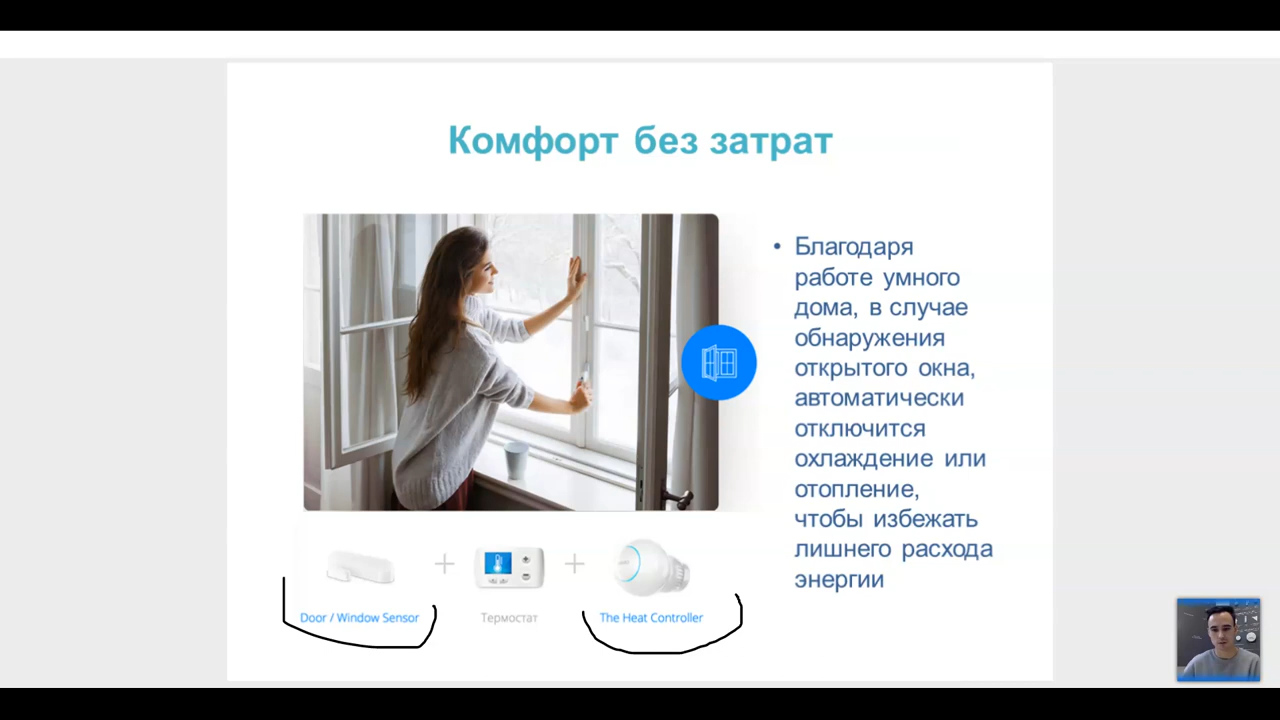 Комфорт без затрат
• Благодаря
работе умного
дома, в случае
обнаружения
открытого окна,
автоматически
отключится
охлаждение или
отопление,
чтобы избежать
лишнего расхода
энергии
Door / Window Sensor
Термостат
The Heat Controller